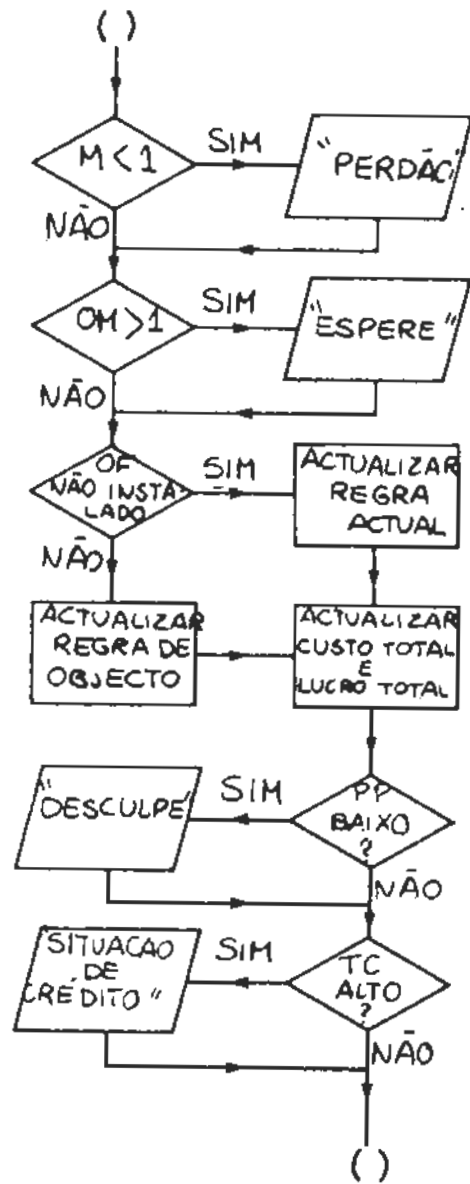 ( )
M < 1
SIM
"PERDÃO"
NÃO
OM > 1
SIM
"ESPERE"
NÃO
OF
NÃO INSTA-
LADO
SIM
ACTUALIZAR
REGRA
ACTUAL
NÃO
ACTUALIZAR
REGRA DE
OBJECTO
ACTUALIZAR
CUSTO TOTAL
E
LUCRO TOTAL
"DESCULPE"
SIM
PP
BAIXO
?
NÃO
"SITUAÇÃO
DE
CRÉDITO"
SIM
TC
ALTO
?
NÃO
( )